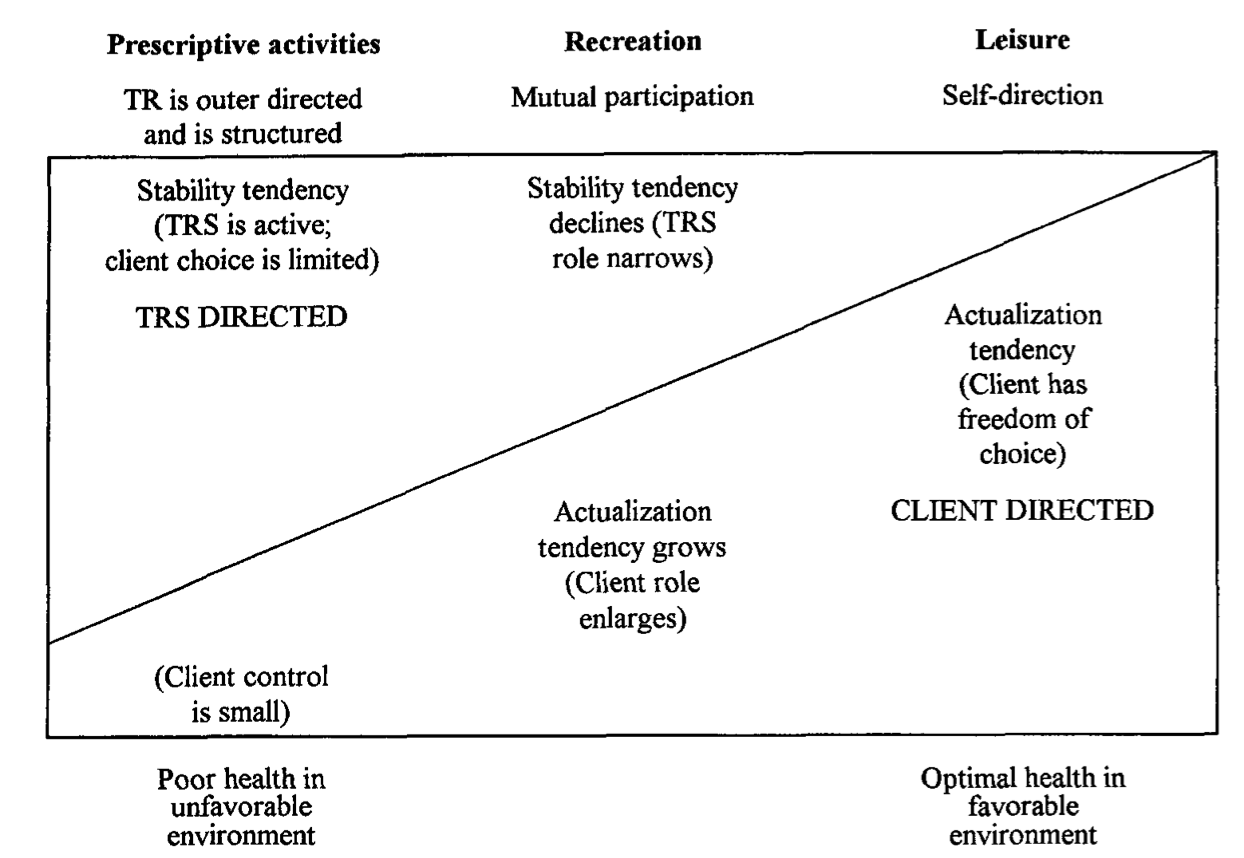 Prescriptive activities
TR is outer directed
and is structured
Recreation
Mutual participation
Leisure
Self-direction
Stability tendency
(TRS is active;
client choice is limited)
TRS DIRECTED
Stability tendency
declines (TRS
role narrows)
Actualization
tendency
(Client has
freedom of
choice)
CLIENT DIRECTED
Actualization
tendency grows
(Client role
enlarges)
(Client control
is small)
Poor health in
unfavorable
environment
Optimal health in
favorable
environment